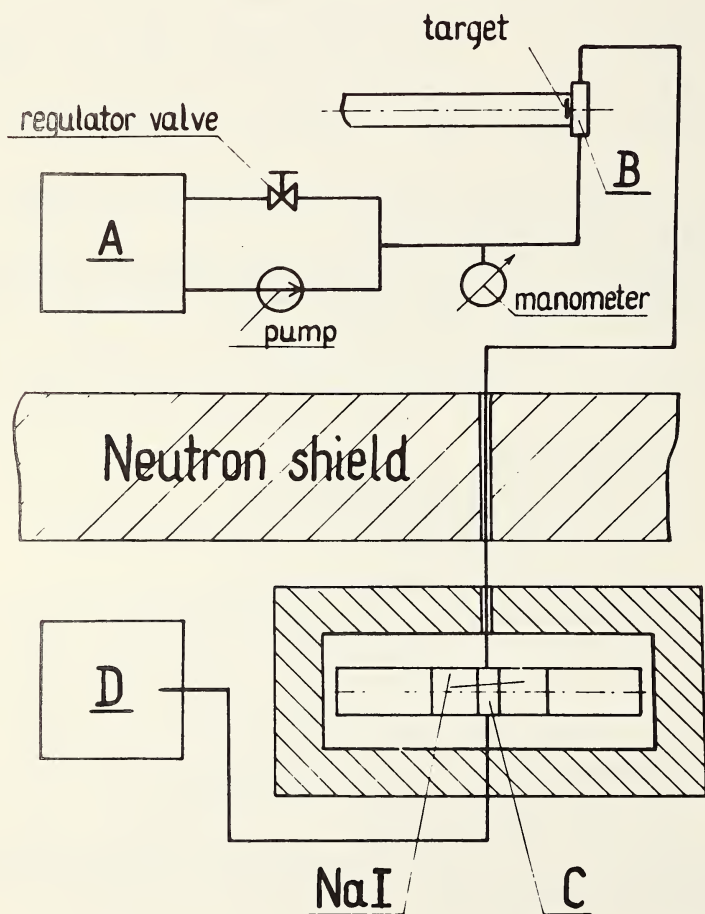 target
regulator valve
A
B
manometer
pump
Neutron shield
D
NaI
C